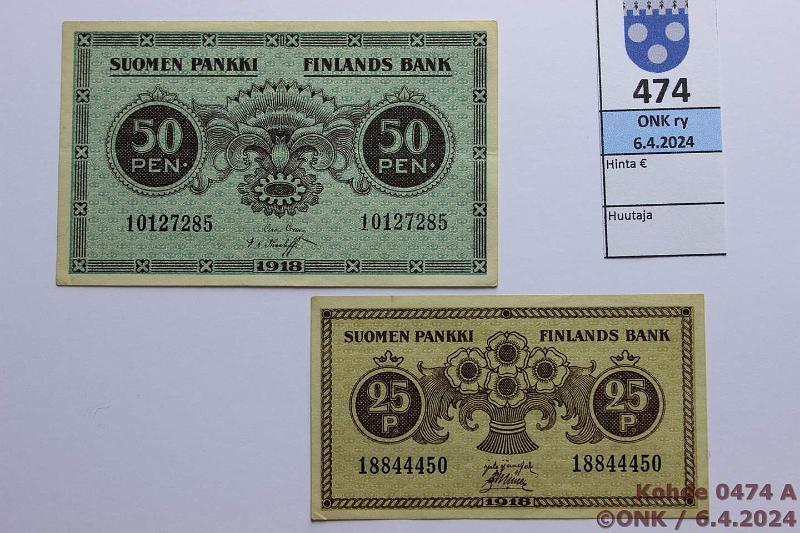 SUOMEN PANKKI FINLANDS BANK
50 PEN. 50 PEN.
10127285 10127285
1918
474
ONK ry
6.4.2024
Hinta €
Huutaja
SUOMEN PANKKI FINLANDS BANK
25 P. 25 P.
18844450 18844450
1918
Kohde 0474 A
©ONK / 6.4.2024